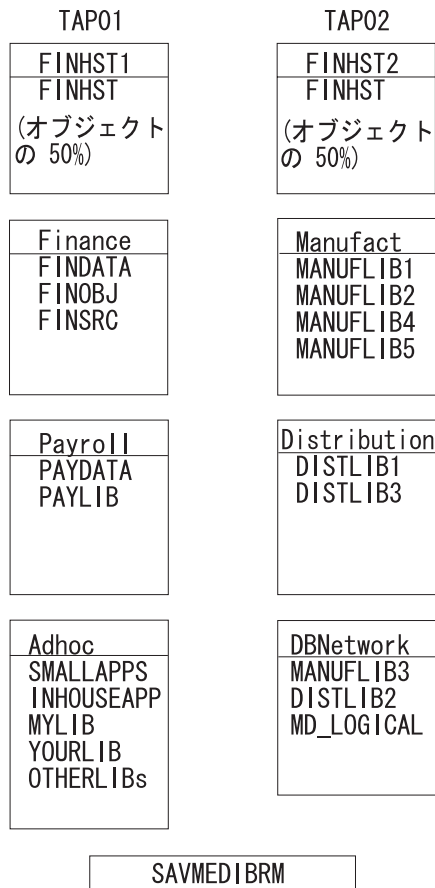 TAP01
FINHST1
FINHST
(オブジェクト
の 50%)
Finance
FINDATA
FINOBJ
FINSRC
Payroll
PAYDATA
PAYLIB
Adhoc
SMALLAPPS
INHOUSEAPP
MYLIB
YOURLIB
OTHERLIBs
TAP02
FINHST2
FINHST
(オブジェクト
の 50%)
Manufact
MANUFLIB1
MANUFLIB2
MANUFLIB4
MANUFLIB5
Distribution
DISTLIB1
DISTLIB3
DBNetwork
MANUFLIB3
DISTLIB2
MD_LOGICAL
SAVMEDIBRM